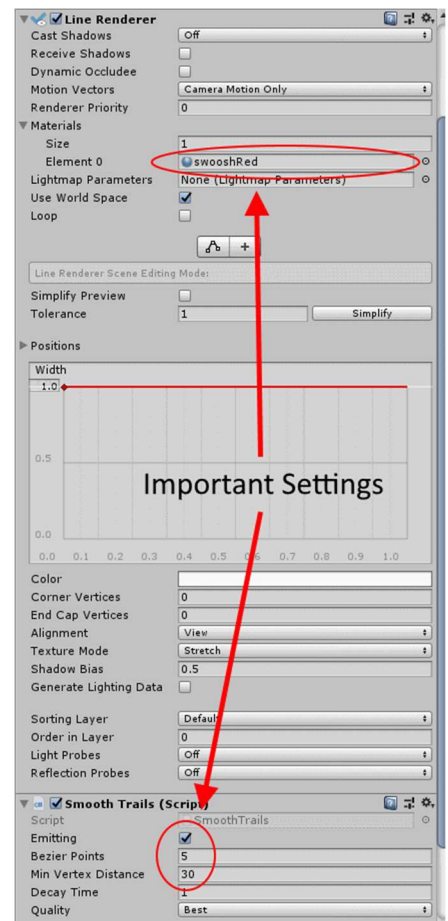 Line Renderer
Cast Shadows Off
Receive Shadows
Dynamic Occludee
Motion Vectors Camera Motion Only
Renderer Priority 0
Materials
Size 1
Element 0 swooshRed
Lightmap Parameters None (Lightmap Parameters)
Use World Space
Loop
Line Renderer Scene Editing Mode:
Simplify Preview
Tolerance 1 Simplify
Positions
Width
1.0
0.5
Important Settings
0.0
0.0 0.1 0.2 0.3 0.4 0.5 0.6 0.7 0.8 0.9 1.0
Color
Corner Vertices 0
End Cap Vertices 0
Alignment View
Texture Mode Stretch
Shadow Bias 0.5
Generate Lighting Data
Sorting Layer Default
Order in Layer 0
Light Probes Off
Reflection Probes Off
Smooth Trails (Script)
Script SmoothTrails
Emitting
Bezier Points 5
Min Vertex Distance 30
Decay Time 1
Quality Best